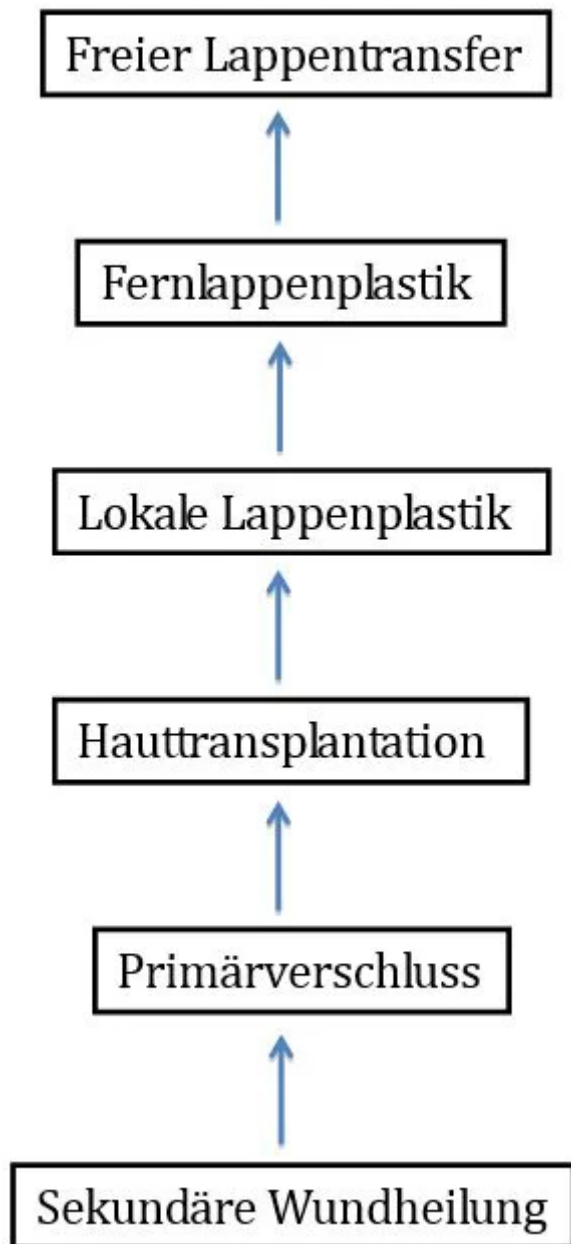 Freier Lappentransfer
Fernlappenplastik
Lokale Lappenplastik
Hauttransplantation
Primärverschluss
Sekundäre Wundheilung